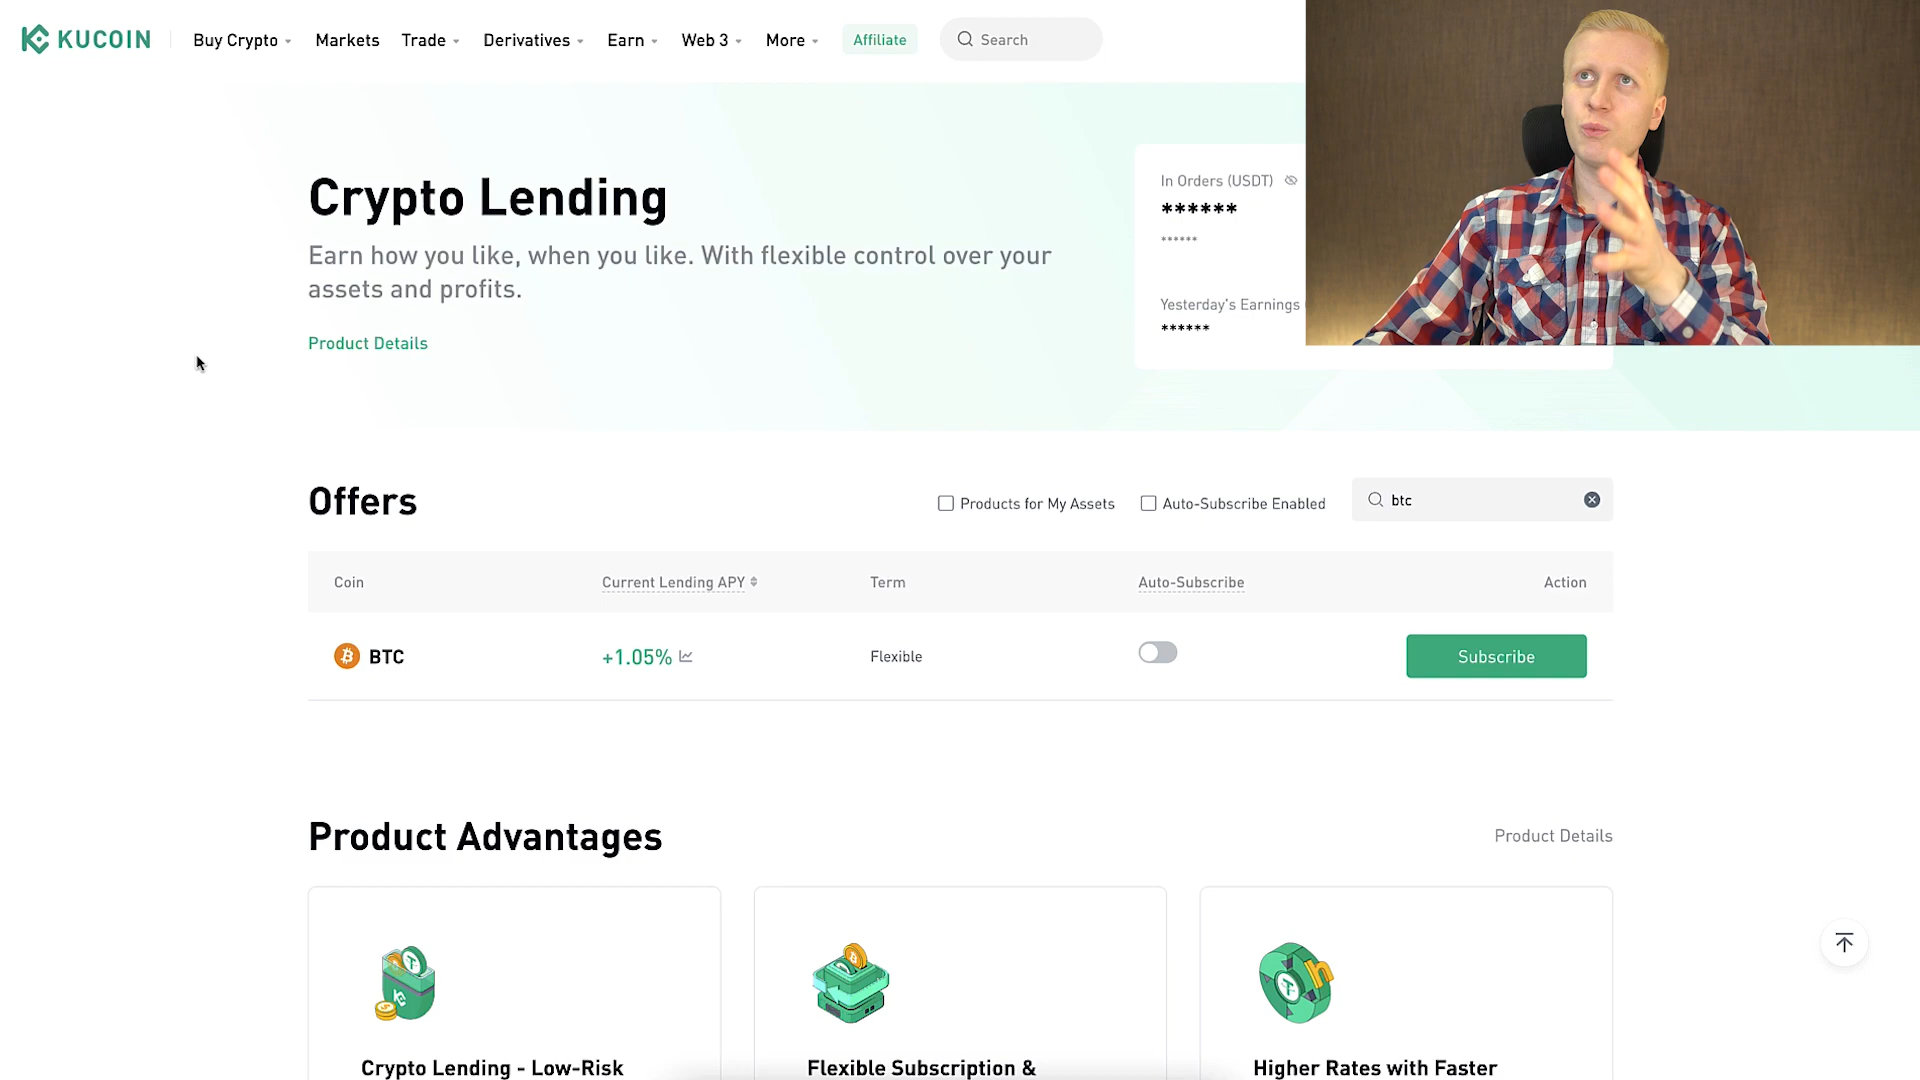 KUCOIN
Buy Crypto
Markets
Trade
Derivatives
Earn
Web 3
More
Affiliate
Search
Crypto Lending
Earn how you like, when you like. With flexible control over your
assets and profits.
Product Details
In Orders (USDT)
******
******
Yesterday's Earnings
******
Offers
Products for My Assets
Auto-Subscribe Enabled
btc
Coin
Current Lending APY
Term
Auto-Subscribe
Action
BTC
+1.05%
Flexible
Subscribe
Product Advantages
Product Details
Crypto Lending - Low-Risk
Flexible Subscription &
Higher Rates with Faster